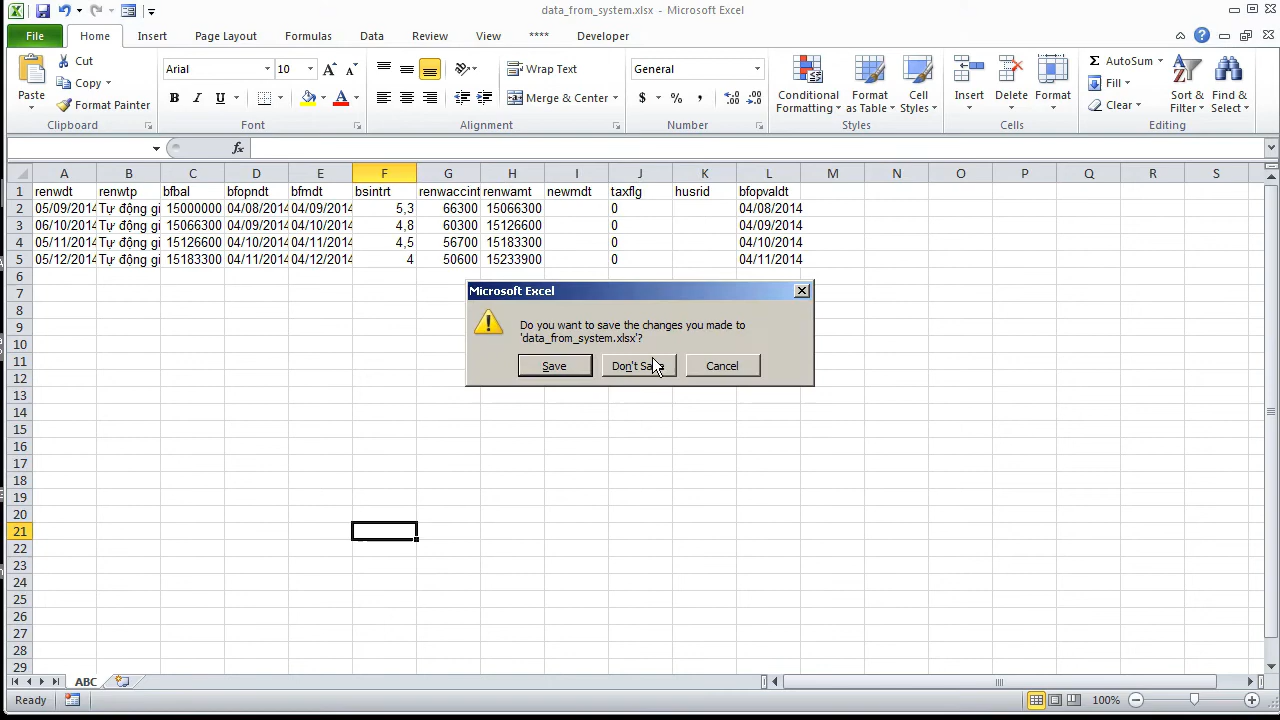 data_from_system.xlsx - Microsoft Excel
File Home Insert Page Layout Formulas Data Review View **** Developer
Paste
Cut
Copy
Format Painter
Clipboard
Arial 10
B I U
Font
Wrap Text
Merge & Center
Alignment
General
$ % ,
Number
Conditional Formatting
Format as Table
Cell Styles
Styles
Insert Delete Format
Cells
AutoSum
Fill
Clear
Sort & Filter
Find & Select
Editing
fx
A B C D E F G H I J K L M N O P Q R S
1 renwdt renwtp bfbal bfopndt bfmdt bsintrt renwaccint renwamt newmdt taxflg husrid bfopvaldt
2 05/09/2014 Tự động gi 15000000 04/08/2014 04/09/2014 5,3 66300 15066300 0 04/08/2014
3 06/10/2014 Tự động gi 15066300 04/09/2014 04/10/2014 4,8 60300 15126600 0 04/09/2014
4 05/11/2014 Tự động gi 15126600 04/10/2014 04/11/2014 4,5 56700 15183300 0 04/10/2014
5 05/12/2014 Tự động gi 15183300 04/11/2014 04/12/2014 4 50600 15233900 0 04/11/2014
6
7
8
9
10
11
12
13
14
15
16
17
18
19
20
21
22
23
24
25
26
27
28
29
Microsoft Excel
Do you want to save the changes you made to
'data_from_system.xlsx'?
Save Don't Save Cancel
ABC
Ready 100%